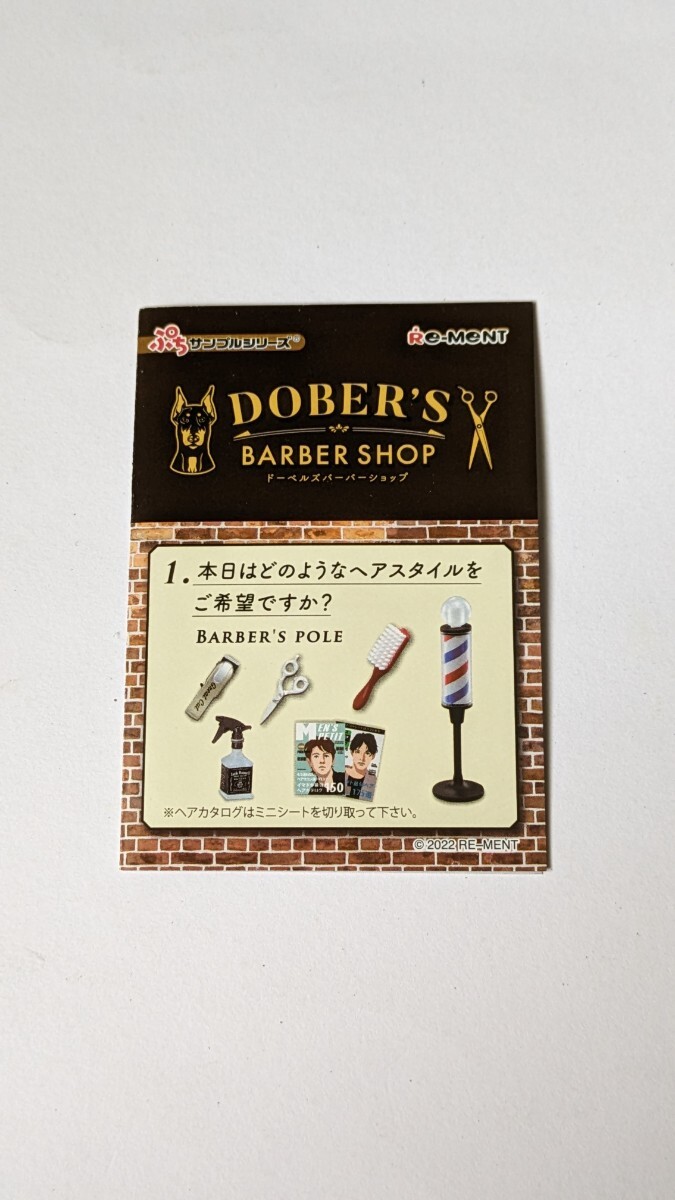 ぷちサンプルシリーズ®
RE-MENT
DOBER'S
BARBER SHOP
ドーベルズバーバーショップ
1. 本日はどのようなヘアスタイルを
ご希望ですか?
BARBER'S POLE
MEN'S
PETIT
150
※ヘアカタログはミニシートを切り取って下さい。
© 2022 RE-MENT